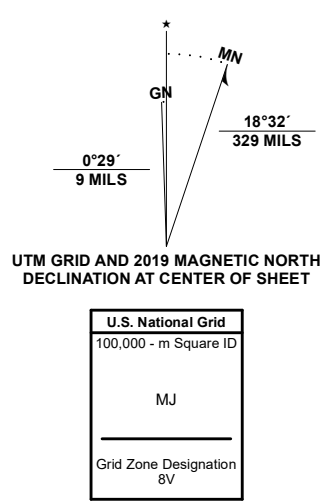 ★
MN
GN
18°32´
329 MILS
0°29´
9 MILS
UTM GRID AND 2019 MAGNETIC NORTH
DECLINATION AT CENTER OF SHEET
U.S. National Grid
100,000 - m Square ID
MJ
Grid Zone Designation
8V